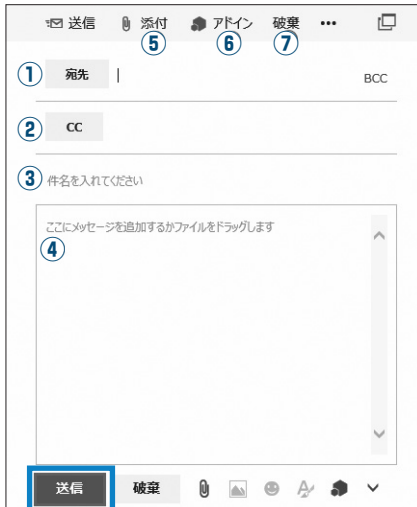 送信 添付 アドイン 破棄 •••
⑤ ⑥ ⑦
① 宛先 BCC
② CC
③ 件名を入れてください
ここにメッセージを追加するかファイルをドラッグします
④
送信 破棄